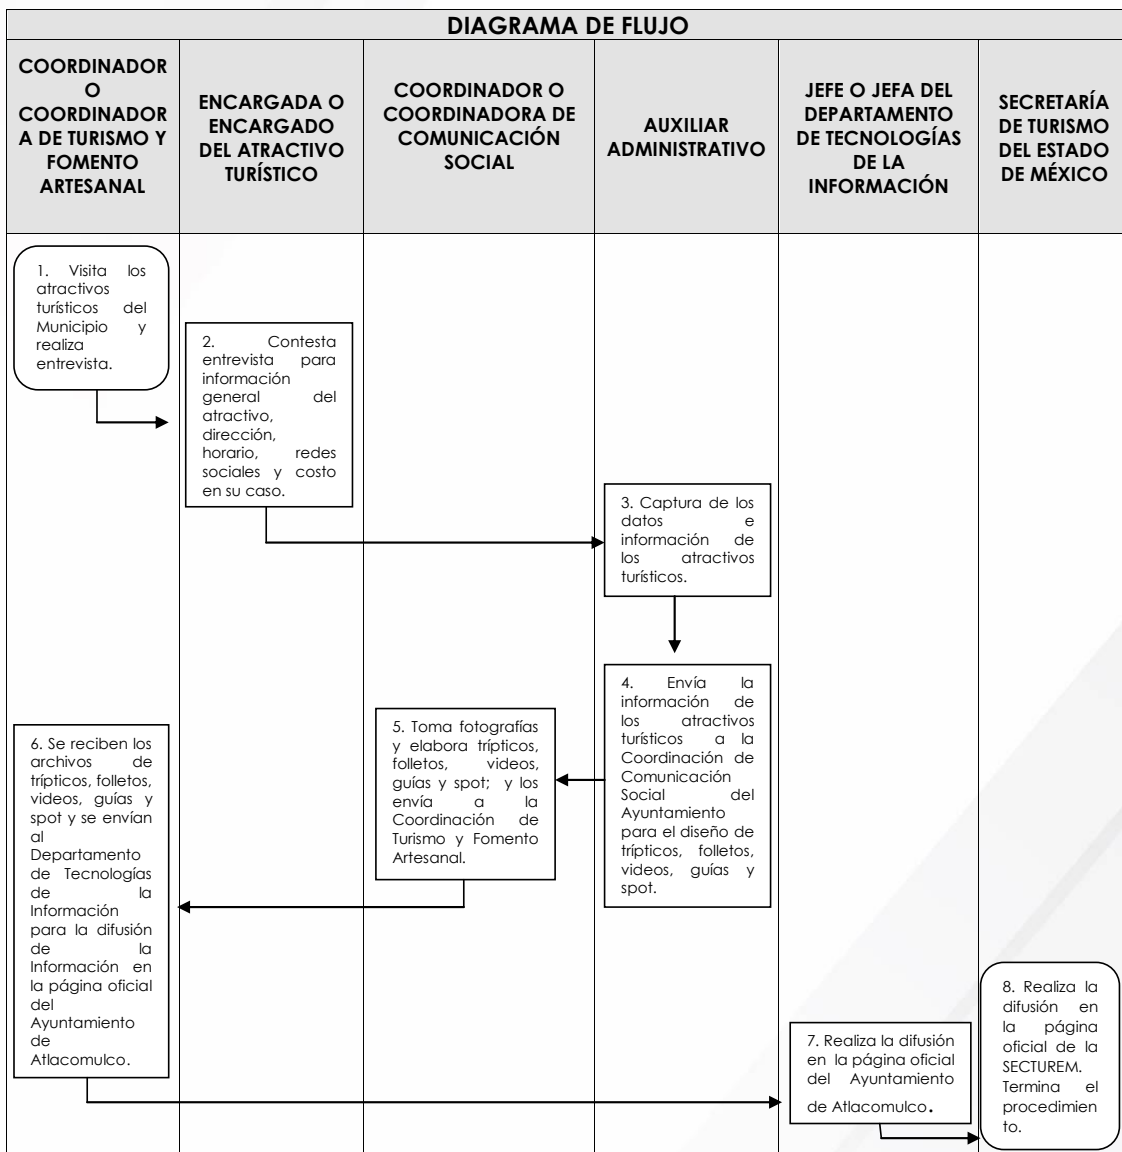 DIAGRAMA DE FLUJO
COORDINADOR
O
COORDINADOR
A DE TURISMO Y
FOMENTO
ARTESANAL
ENCARGADA O
ENCARGADO
DEL ATRACTIVO
TURÍSTICO
COORDINADOR O
COORDINADORA DE
COMUNICACIÓN
SOCIAL
AUXILIAR
ADMINISTRATIVO
JEFE O JEFA DEL
DEPARTAMENTO
DE TECNOLOGÍAS
DE LA
INFORMACIÓN
SECRETARÍA
DE TURISMO
DEL ESTADO
DE MÉXICO
1. Visita los
atractivos
turísticos del
Municipio y
realiza
entrevista.
2. Contesta
entrevista para
información
general del
atractivo,
dirección,
horario, redes
sociales y costo
en su caso.
3. Captura de los
datos e
información de
los atractivos
turísticos.
4. Envía la
información de
los atractivos
turísticos a la
Coordinación de
Comunicación
Social del
Ayuntamiento
para el diseño de
trípticos, folletos,
videos, guías y
spot.
5. Toma fotografías
y elabora trípticos,
folletos, videos,
guías y spot; y los
envía a la
Coordinación de
Turismo y Fomento
Artesanal.
6. Se reciben los
archivos de
trípticos, folletos,
videos, guías y
spot y se envían
al
Departamento
de Tecnologías
de la
Información
para la difusión
de la
Información en
la página oficial
del
Ayuntamiento
de
Atlacomulco.
7. Realiza la difusión
en la página oficial
del Ayuntamiento
de Atlacomulco.
8. Realiza la
difusión en
la página
oficial de la
SECTUREM.
Termina el
procedimien
to.